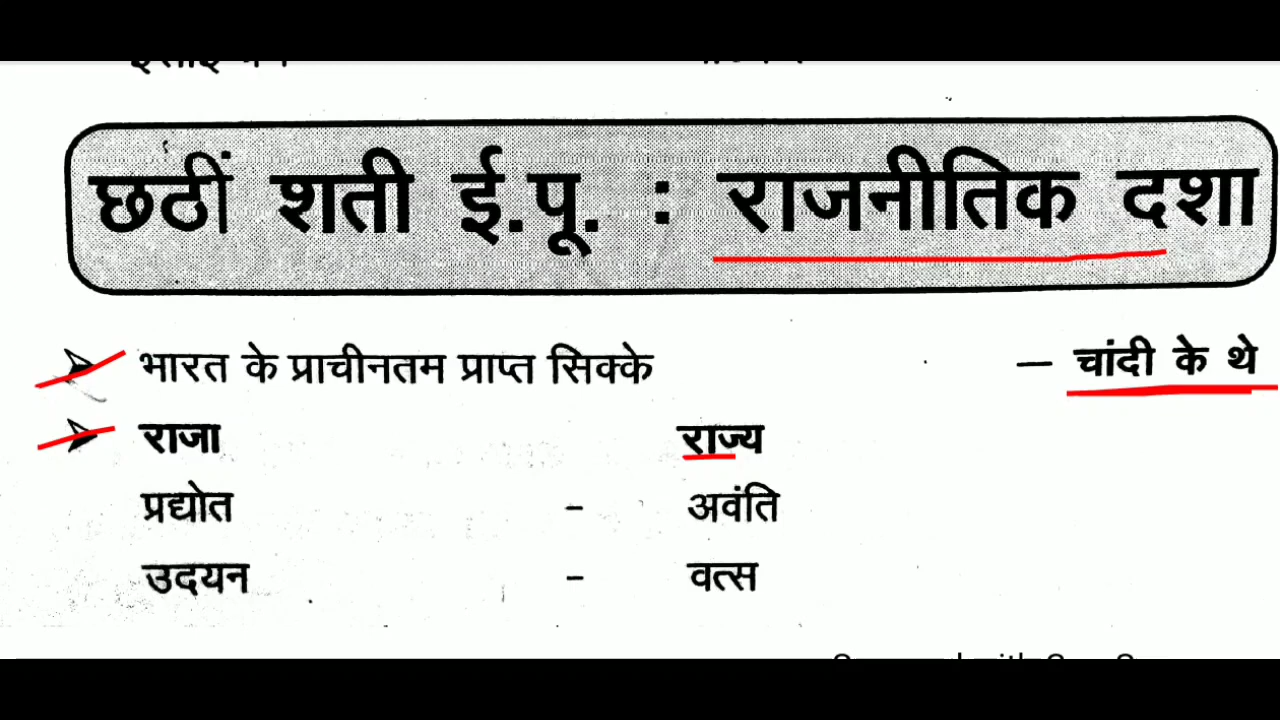 छठीं शती ई.पू. : राजनीतिक दशा
भारत के प्राचीनतम प्राप्त सिक्के — चांदी के थे
राजा राज्य
प्रद्योत - अवंति
उदयन - वत्स